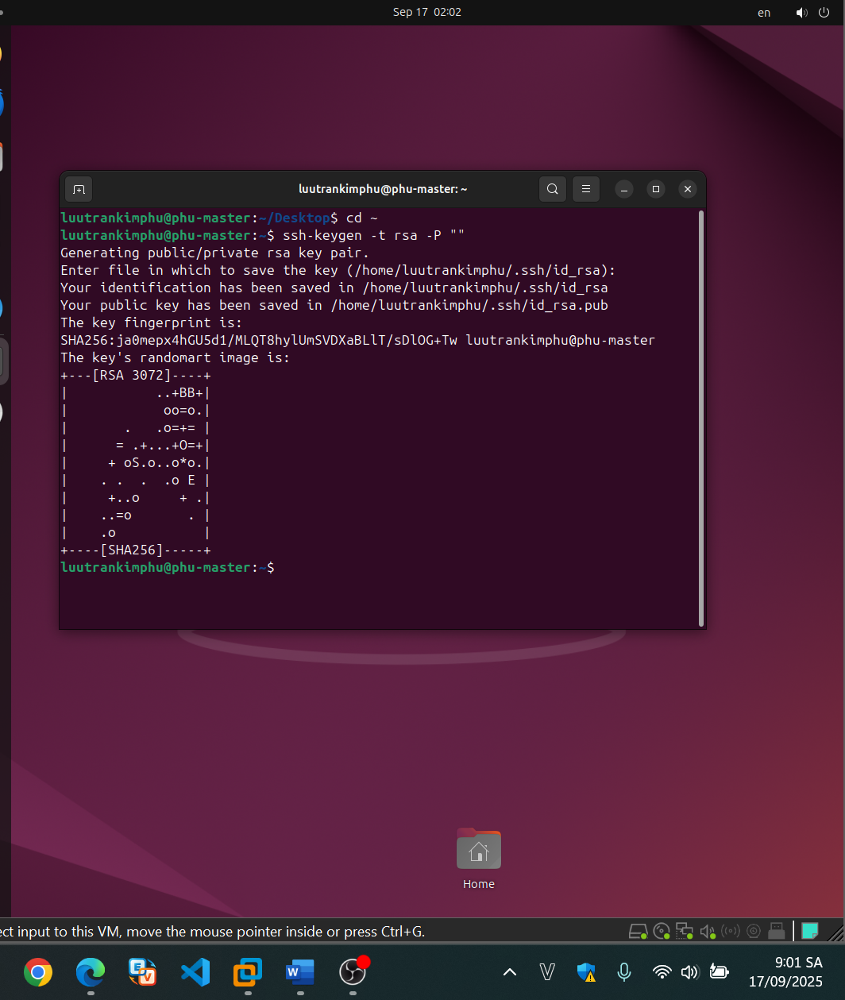 Sep 17 02:02
en
luutrankimphu@phu-master: ~
luutrankimphu@phu-master:~/Desktop$ cd ~
luutrankimphu@phu-master:~$ ssh-keygen -t rsa -P ""
Generating public/private rsa key pair.
Enter file in which to save the key (/home/luutrankimphu/.ssh/id_rsa):
Your identification has been saved in /home/luutrankimphu/.ssh/id_rsa
Your public key has been saved in /home/luutrankimphu/.ssh/id_rsa.pub
The key fingerprint is:
SHA256:ja0mepx4hGU5d1/MLQT8hylUmSVDXaBLlT/sDlOG+Tw luutrankimphu@phu-master
The key's randomart image is:
+---[RSA 3072]----+
|           ..+BB+|
|            oo=o.|
|       .   .o=+= |
|      = .+...+O=+|
|     + oS.o..o*o.|
|    . .  .  .o E |
|     +..o     + .|
|    ..=o       . |
|    .o           |
+----[SHA256]-----+
luutrankimphu@phu-master:~$
Home
ct input to this VM, move the mouse pointer inside or press Ctrl+G.
9:01 SA
17/09/2025